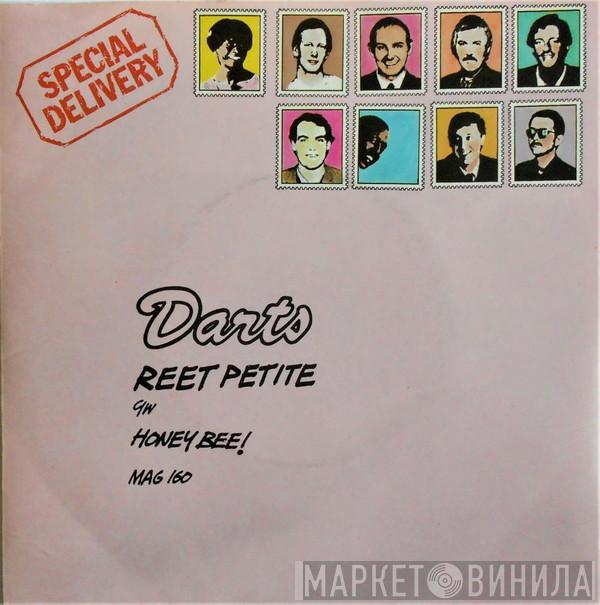 SPECIAL
DELIVERY
Darts
REET PETITE
c/w
HONEY BEE!
MAG 160
МАРКЕТ ВИНИЛА